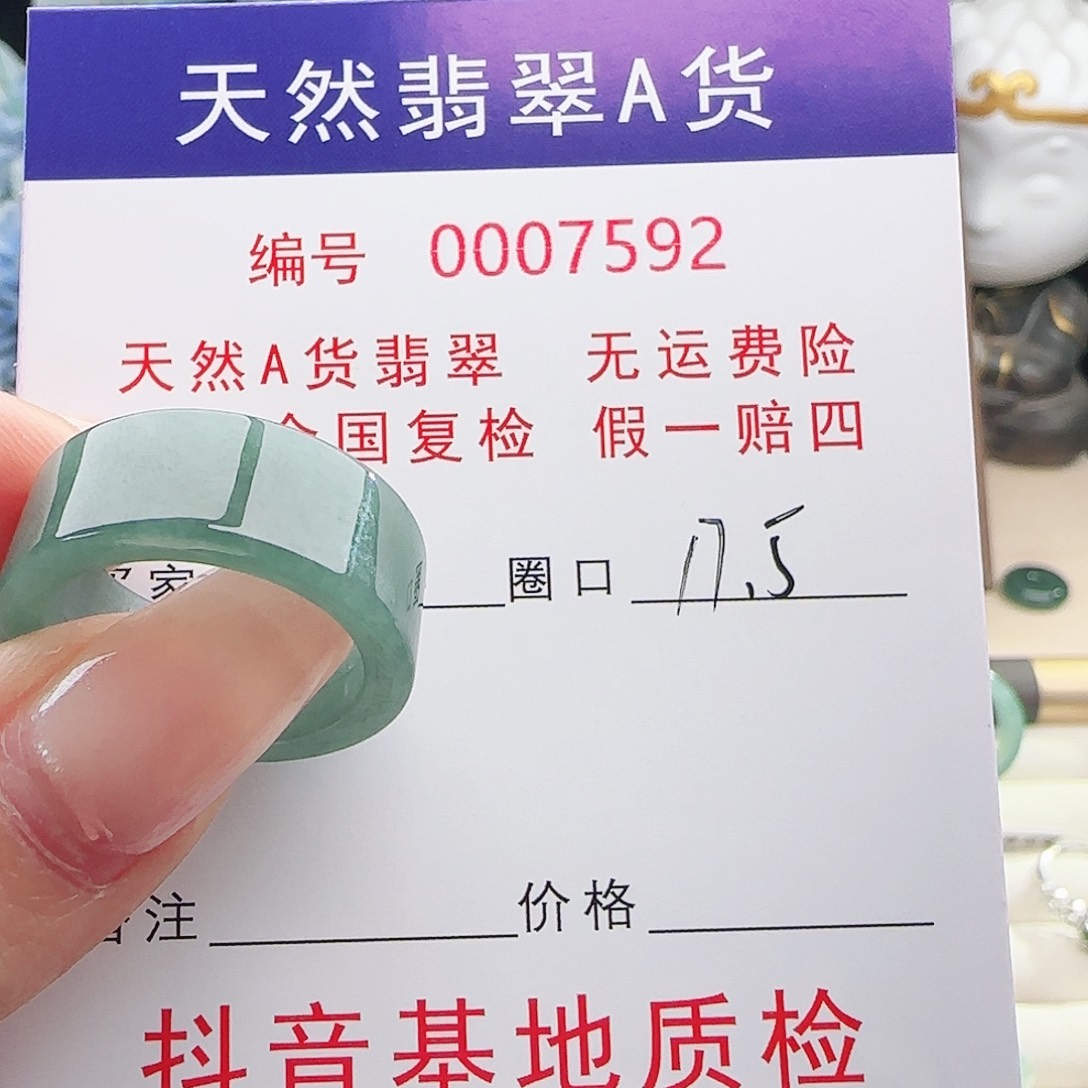 天然翡翠A货
编号 0007592
天然A货翡翠 无运费险
国复检 假一赔四
家 圈口 17.5
注 价格
抖音基地质检